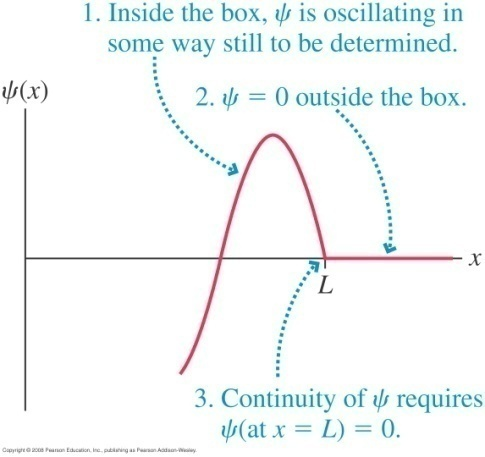 1. Inside the box, ψ is oscillating in
some way still to be determined.
ψ(x)
2. ψ = 0 outside the box.
x
L
3. Continuity of ψ requires
ψ(at x = L) = 0.
Copyright © 2008 Pearson Education, Inc., publishing as Pearson Addison-Wesley.